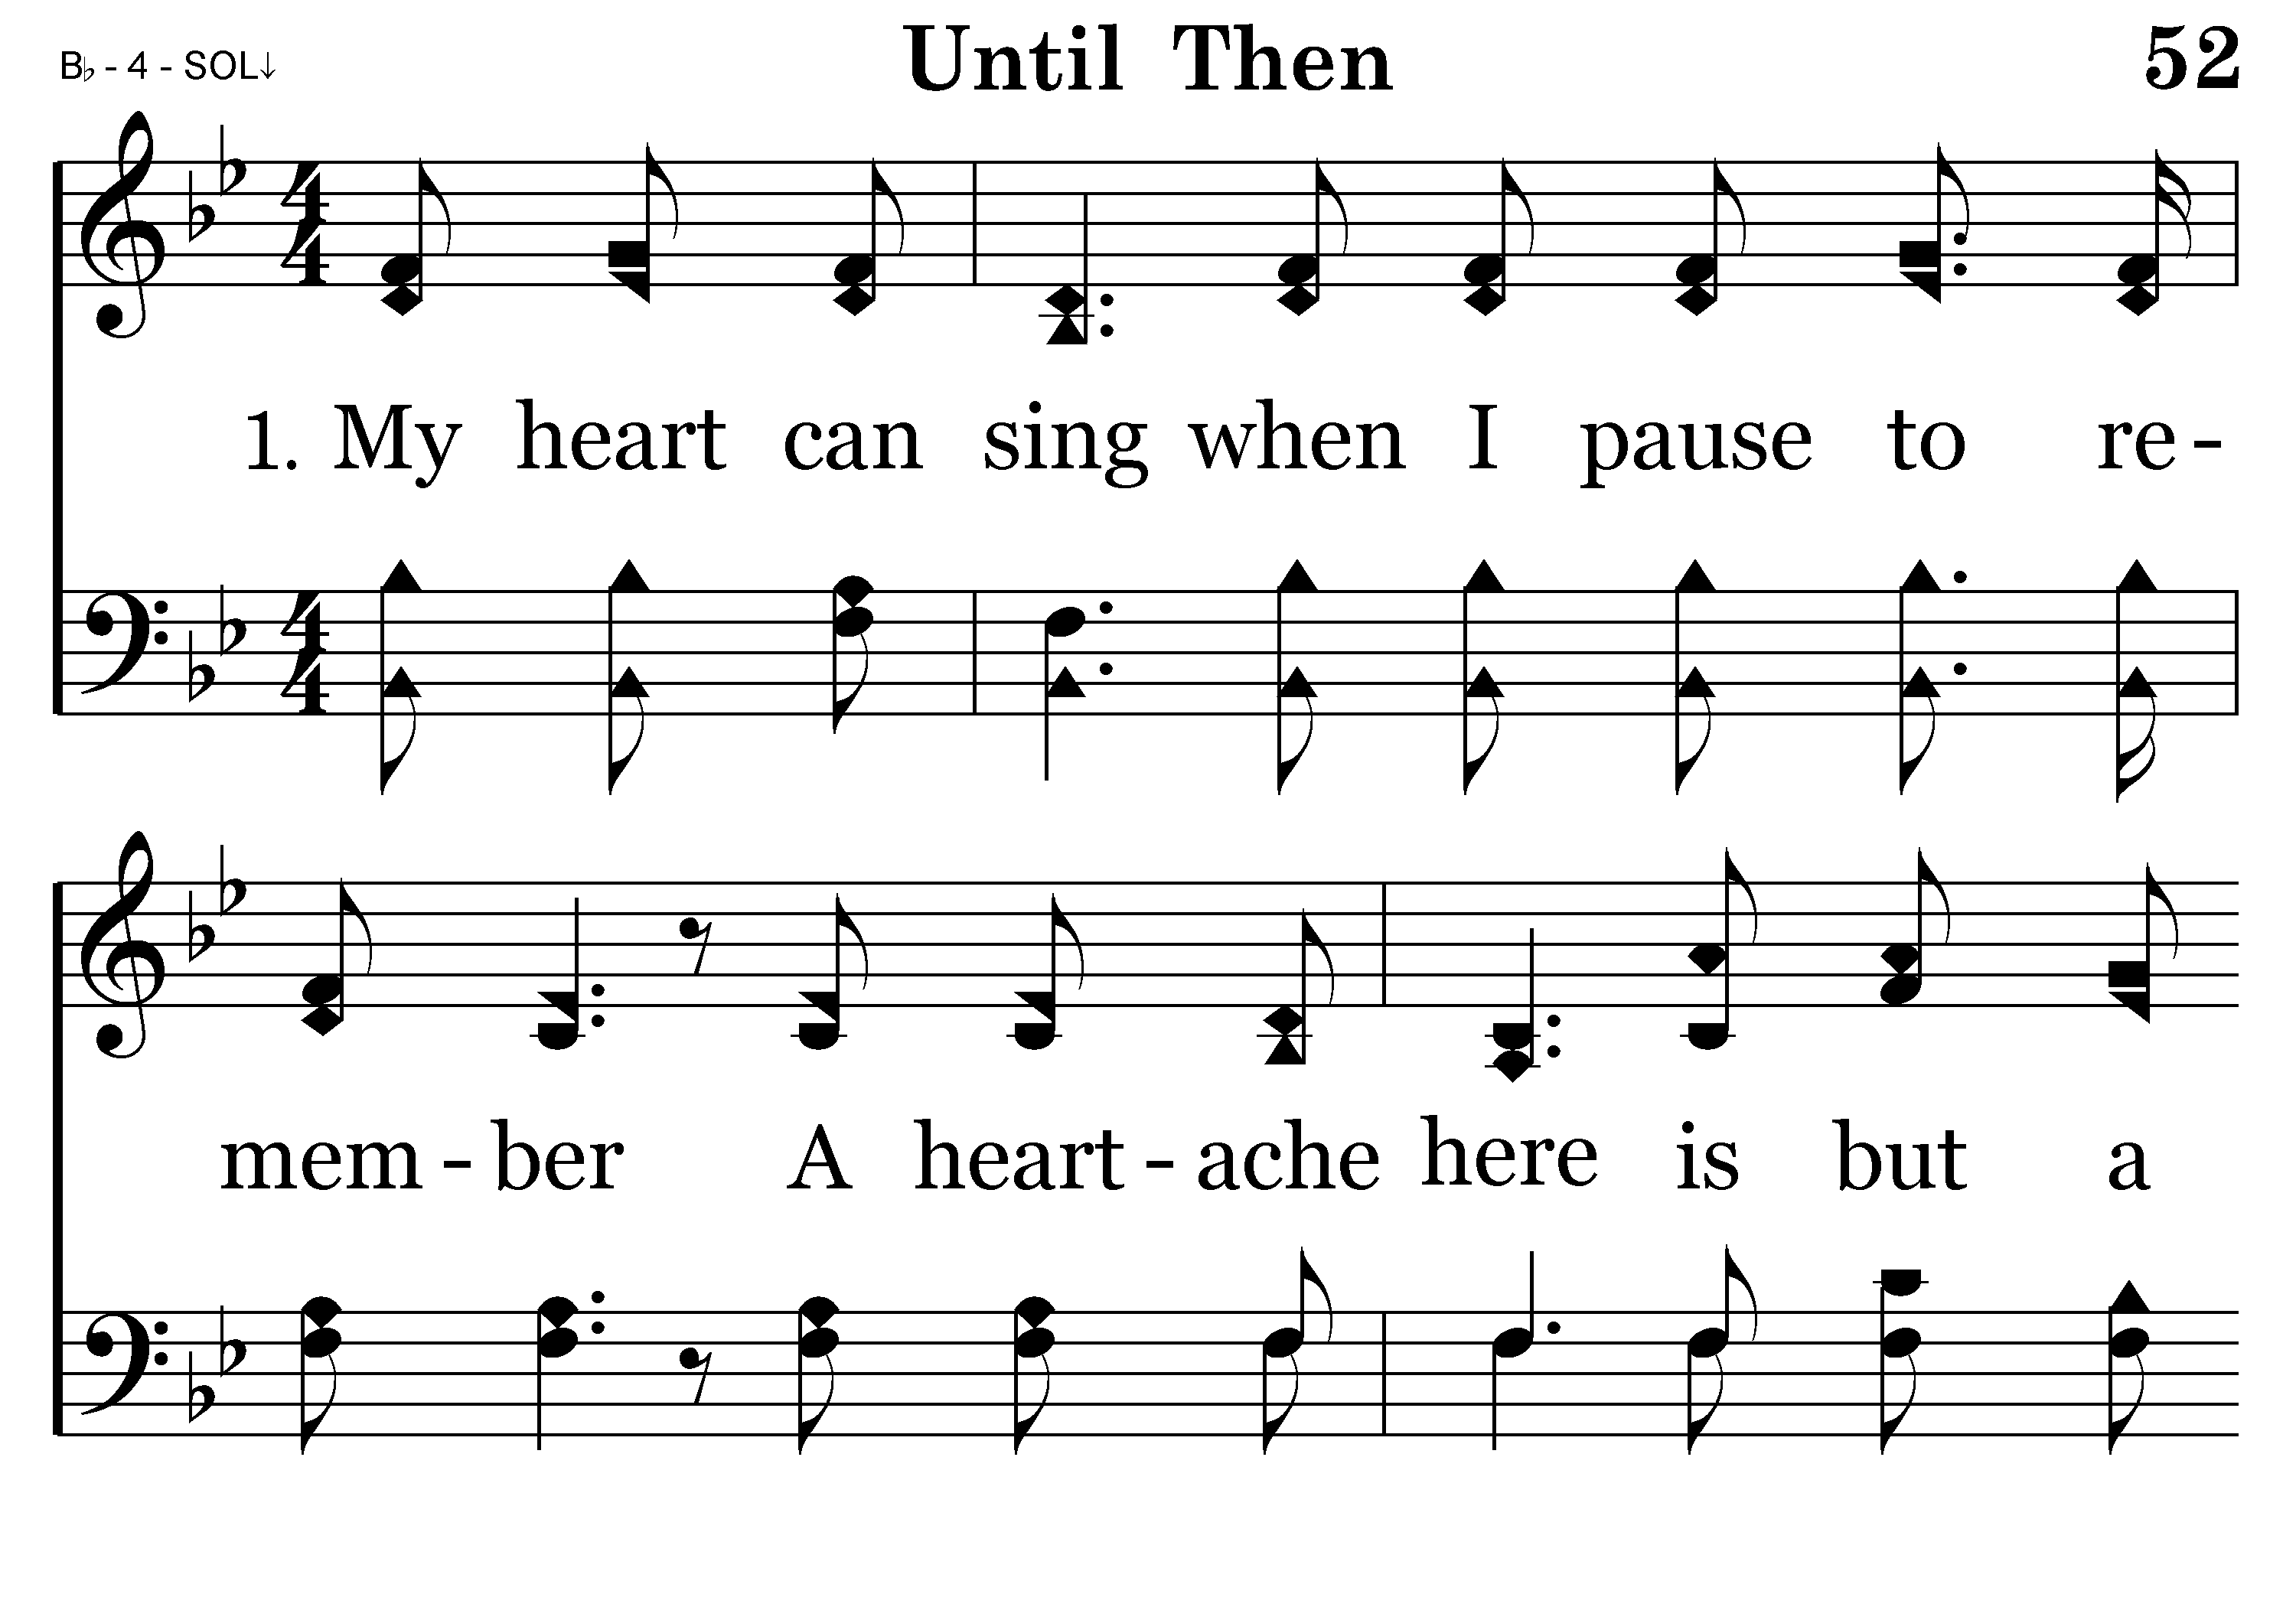 B♭ - 4 - SOL↓
Until Then
52
1. My heart can sing when I pause to re-
mem-ber A heart-ache here is but a